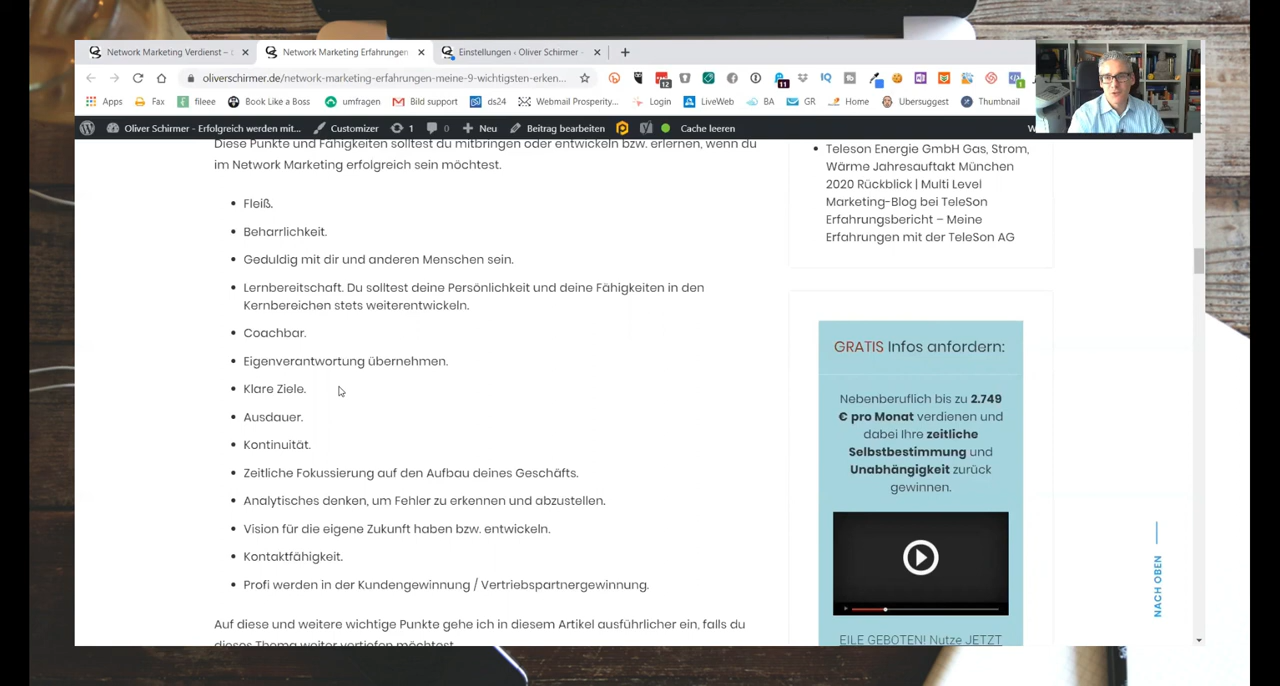 Network Marketing Verdienst –
Network Marketing Erfahrungen
Einstellungen ‹ Oliver Schirmer
oliverschirmer.de/network-marketing-erfahrungen-meine-9-wichtigsten-erken...
12
11
IQ
1
Apps
Fax
fileee
Book Like a Boss
umfragen
Bild support
ds24
Webmail Prosperity...
Login
LiveWeb
BA
GR
Home
Ubersuggest
Thumbnail
Oliver Schirmer - Erfolgreich werden mit...
Customizer
1
0
Neu
Beitrag bearbeiten
Cache leeren
W
Diese Punkte und Fähigkeiten solltest du mitbringen oder entwickeln bzw. erlernen, wenn du
im Network Marketing erfolgreich sein möchtest.
Fleiß.
Beharrlichkeit.
Geduldig mit dir und anderen Menschen sein.
Lernbereitschaft. Du solltest deine Persönlichkeit und deine Fähigkeiten in den
Kernbereichen stets weiterentwickeln.
Coachbar.
Eigenverantwortung übernehmen.
Klare Ziele.
Ausdauer.
Kontinuität.
Zeitliche Fokussierung auf den Aufbau deines Geschäfts.
Analytisches denken, um Fehler zu erkennen und abzustellen.
Vision für die eigene Zukunft haben bzw. entwickeln.
Kontaktfähigkeit.
Profi werden in der Kundengewinnung / Vertriebspartnergewinnung.
Auf diese und weitere wichtige Punkte gehe ich in diesem Artikel ausführlicher ein, falls du
dieses Thema weiter vertiefen möchtest.
Teleson Energie GmbH Gas, Strom,
Wärme Jahresauftakt München
2020 Rückblick | Multi Level
Marketing-Blog bei TeleSon
Erfahrungsbericht – Meine
Erfahrungen mit der TeleSon AG
GRATIS Infos anfordern:
Nebenberuflich bis zu 2.749
€ pro Monat verdienen und
dabei Ihre zeitliche
Selbstbestimmung und
Unabhängigkeit zurück
gewinnen.
EILE GEBOTEN! Nutze JETZT
NACH OBEN